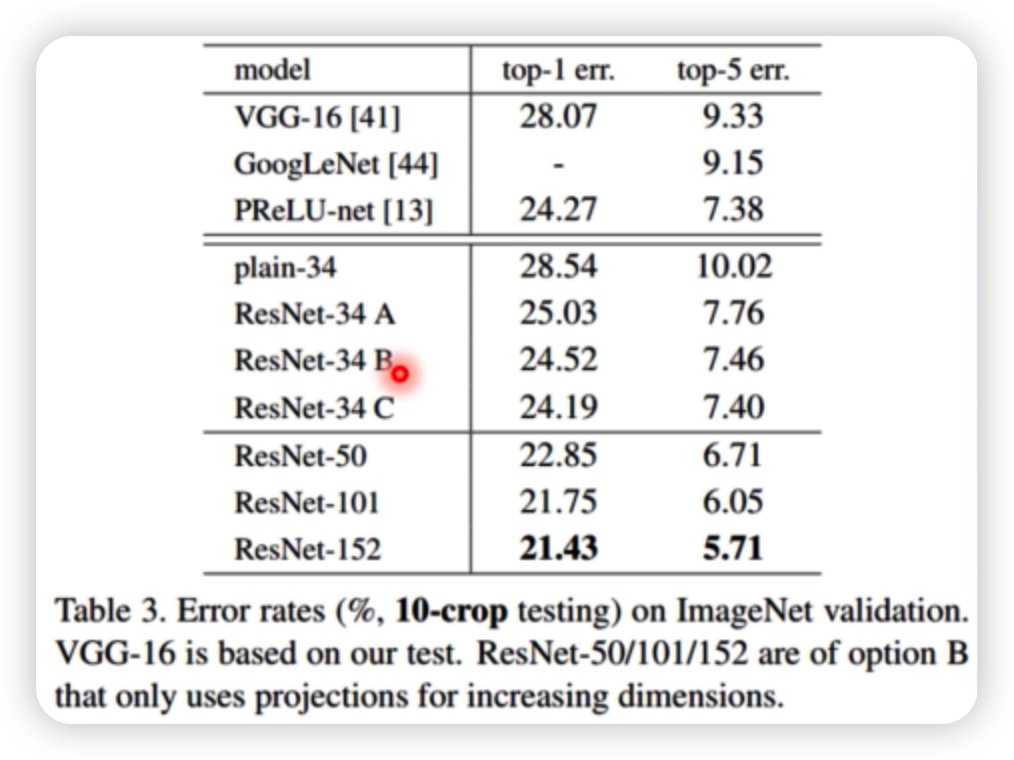 model top-1 err. top-5 err.
VGG-16 [41] 28.07 9.33
GoogLeNet [44] - 9.15
PReLU-net [13] 24.27 7.38
plain-34 28.54 10.02
ResNet-34 A 25.03 7.76
ResNet-34 B 24.52 7.46
ResNet-34 C 24.19 7.40
ResNet-50 22.85 6.71
ResNet-101 21.75 6.05
ResNet-152 21.43 5.71
Table 3. Error rates (%, 10-crop testing) on ImageNet validation.
VGG-16 is based on our test. ResNet-50/101/152 are of option B
that only uses projections for increasing dimensions.